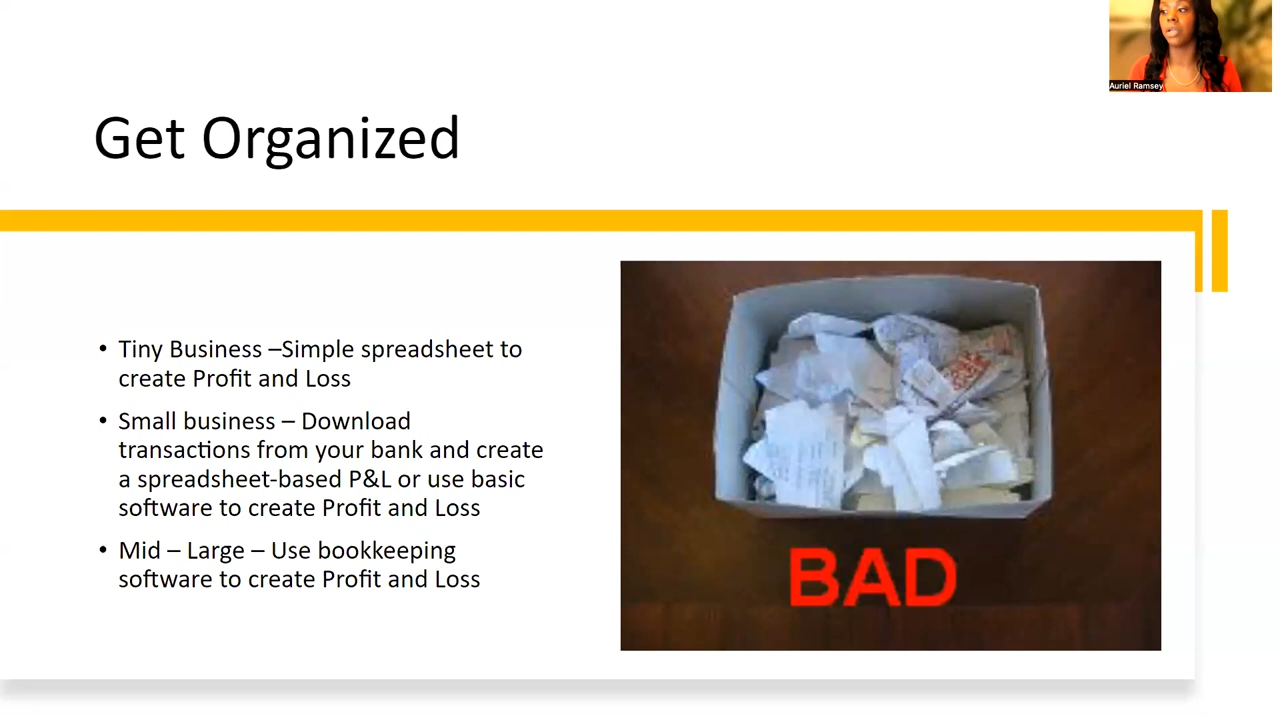 Auriel Ramsey
Get Organized
• Tiny Business –Simple spreadsheet to
create Profit and Loss
• Small business – Download
transactions from your bank and create
a spreadsheet-based P&L or use basic
software to create Profit and Loss
• Mid – Large – Use bookkeeping
software to create Profit and Loss
BAD